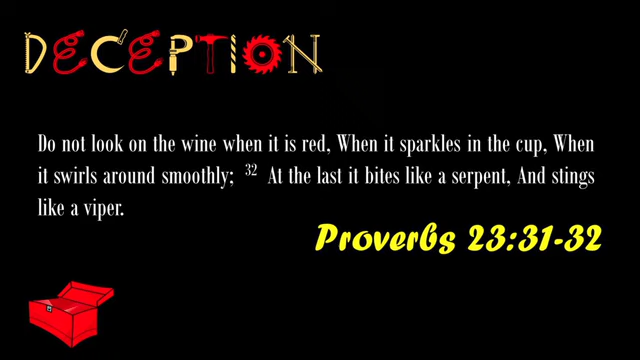 DECEPTION
Do not look on the wine when it is red, When it sparkles in the cup, When
it swirls around smoothly; 32 At the last it bites like a serpent, And stings
like a viper.
Proverbs 23:31-32